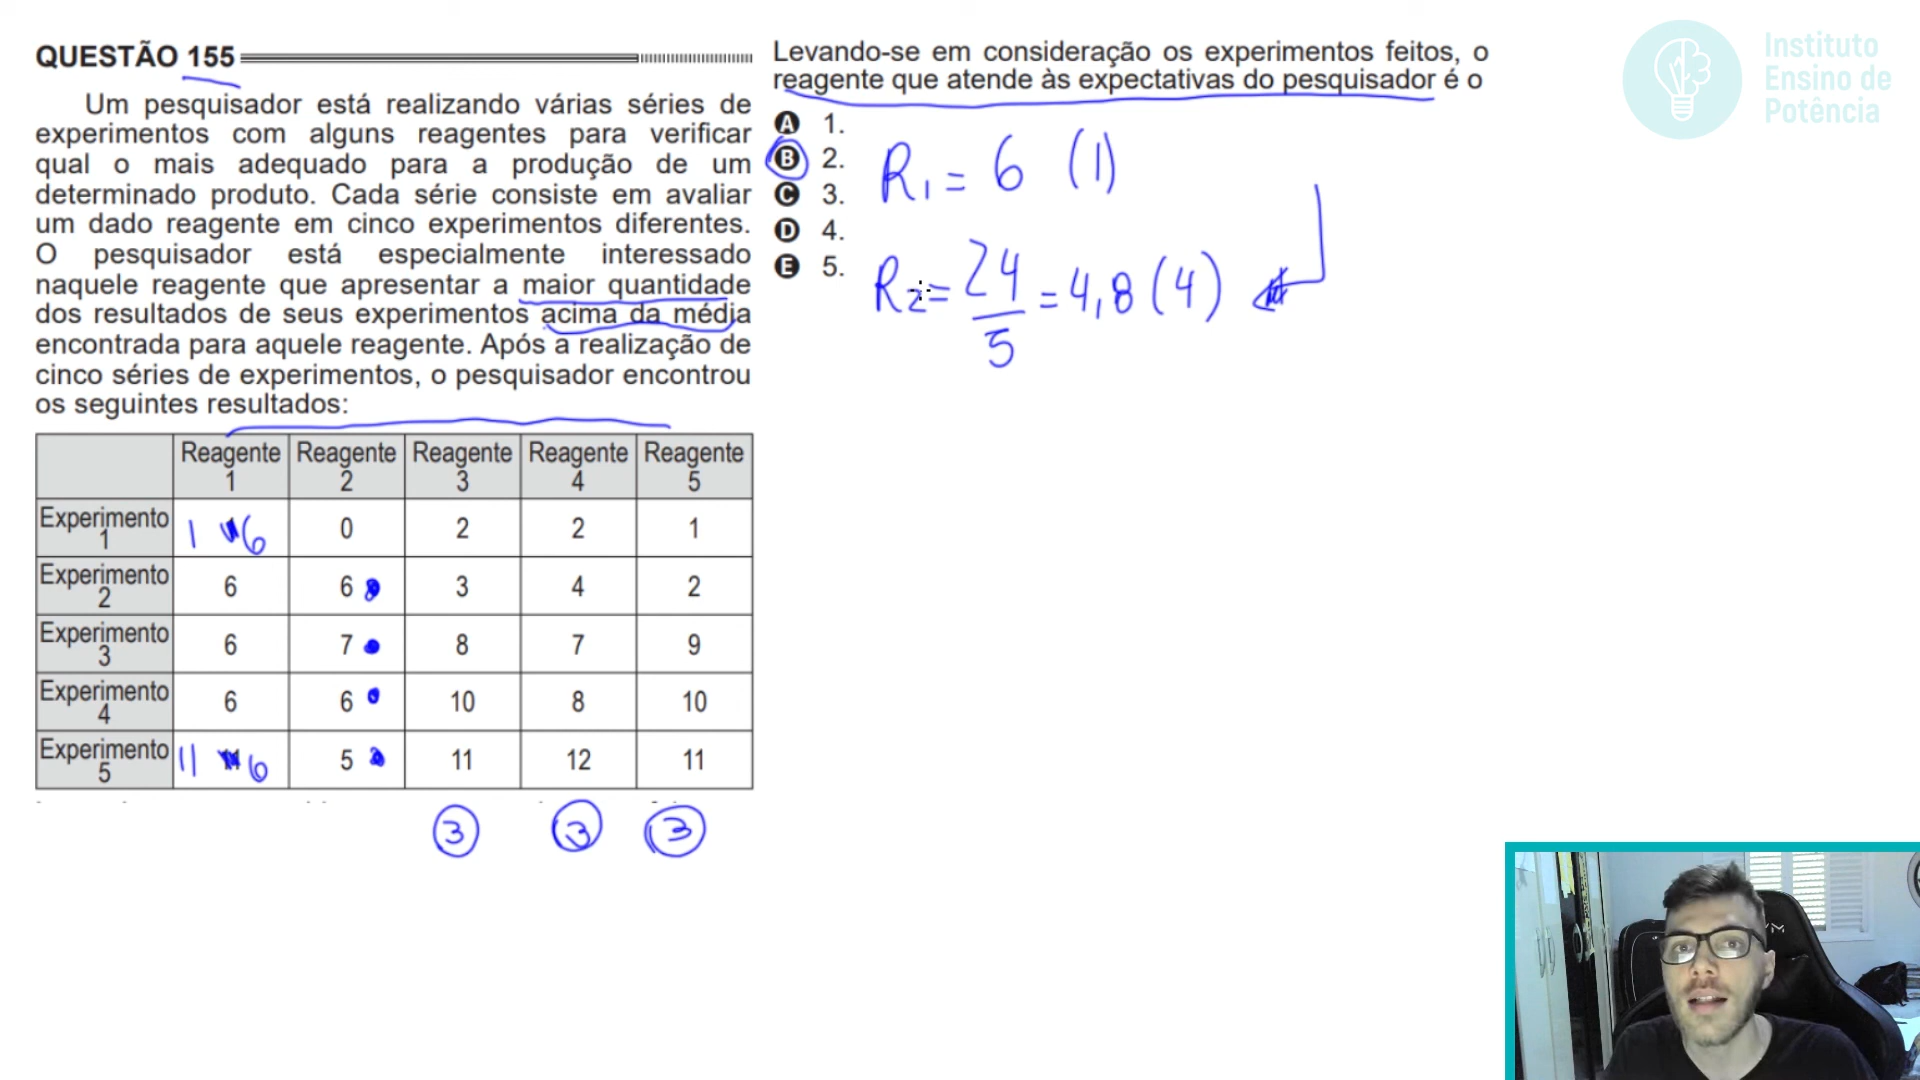 QUESTÃO 155
Um pesquisador está realizando várias séries de
experimentos com alguns reagentes para verificar
qual o mais adequado para a produção de um
determinado produto. Cada série consiste em avaliar
um dado reagente em cinco experimentos diferentes.
O pesquisador está especialmente interessado
naquele reagente que apresentar a maior quantidade
dos resultados de seus experimentos acima da média
encontrada para aquele reagente. Após a realização de
cinco séries de experimentos, o pesquisador encontrou
os seguintes resultados:
Reagente 1 Reagente 2 Reagente 3 Reagente 4 Reagente 5
Experimento 1 1 6 0 2 2 1
Experimento 2 6 6 3 4 2
Experimento 3 6 7 8 7 9
Experimento 4 6 6 10 8 10
Experimento 5 11 6 5 11 12 11
3 3 3
Levando-se em consideração os experimentos feitos, o
reagente que atende às expectativas do pesquisador é o
A 1.
B 2.
C 3.
D 4.
E 5.
R1 = 6 (1)
R2 = 24/5 = 4,8 (4)
Instituto
Ensino de
Potência